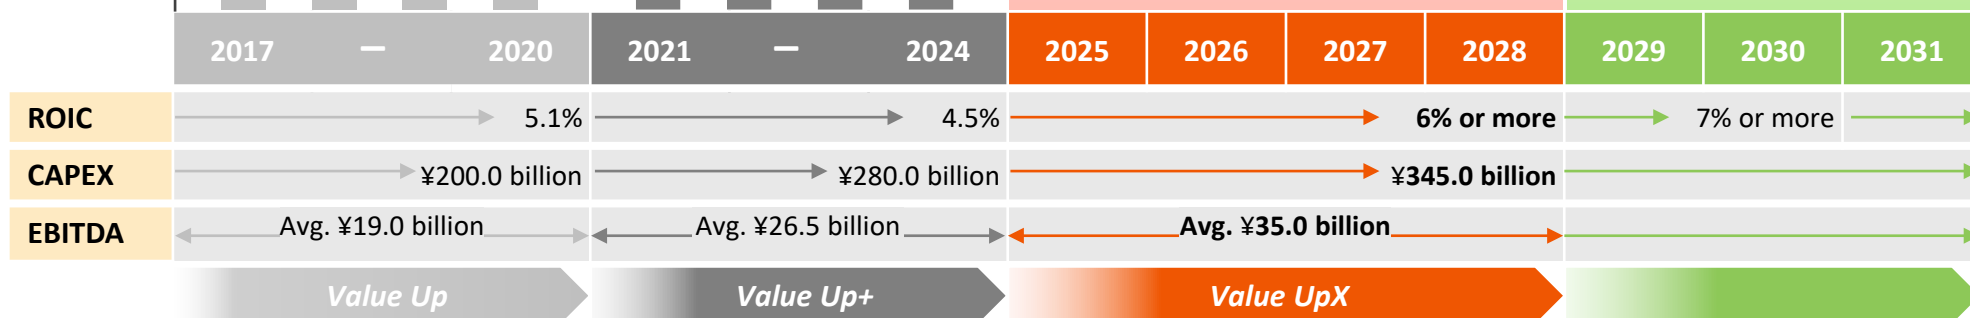 2017 – 2020 2021 – 2024 2025 2026 2027 2028 2029 2030 2031
ROIC 5.1% 4.5% 6% or more 7% or more
CAPEX ¥200.0 billion ¥280.0 billion ¥345.0 billion
EBITDA Avg. ¥19.0 billion Avg. ¥26.5 billion Avg. ¥35.0 billion
Value Up Value Up+ Value UpX